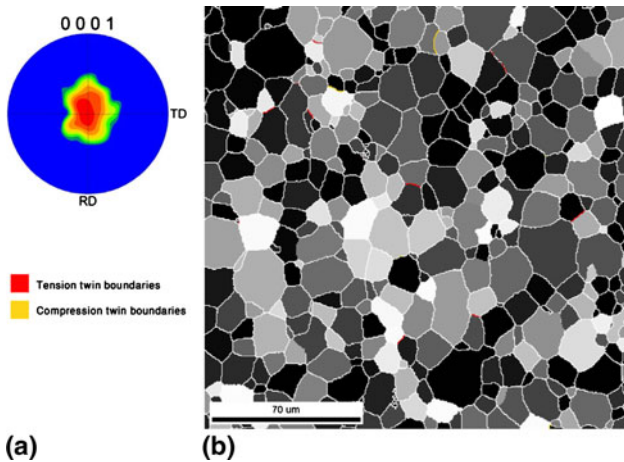 0 0 0 1
TD
RD
Tension twin boundaries
Compression twin boundaries
70 um
(a)
(b)